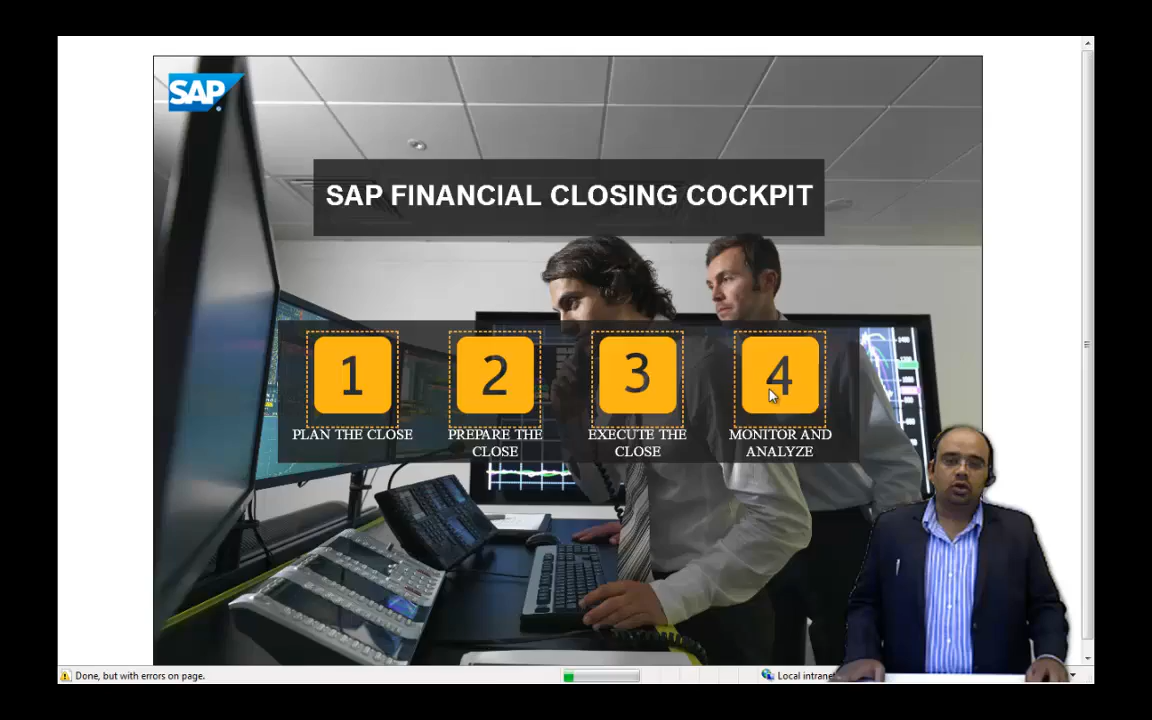 SAP
SAP FINANCIAL CLOSING COCKPIT
1
2
3
4
PLAN THE CLOSE
PREPARE THE
CLOSE
EXECUTE THE
CLOSE
MONITOR AND
ANALYZE
Done, but with errors on page.
Local intranet